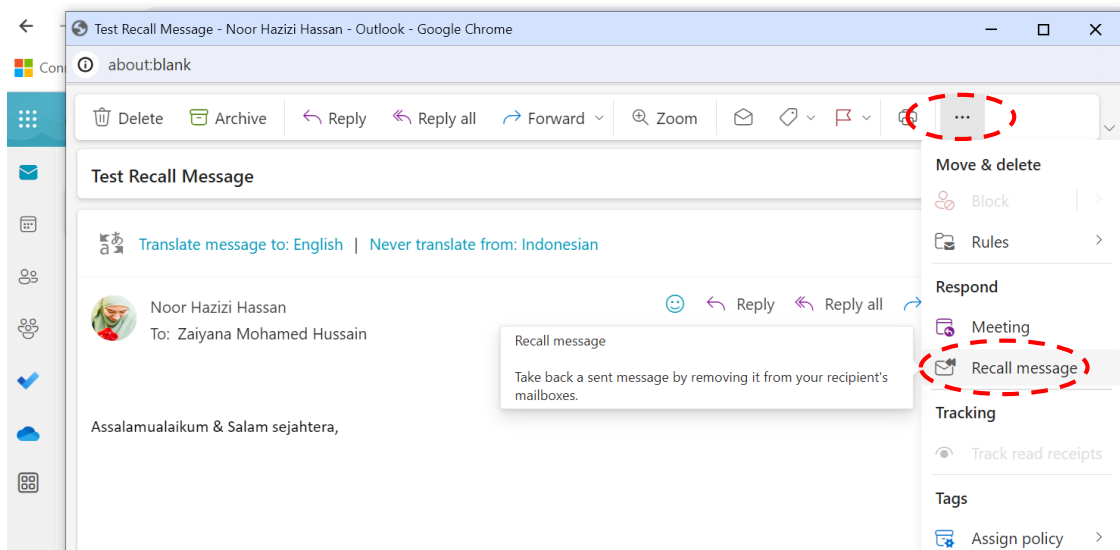 Test Recall Message - Noor Hazizi Hassan - Outlook - Google Chrome
about:blank
Delete Archive Reply Reply all Forward Zoom ...
Test Recall Message
Translate message to: English | Never translate from: Indonesian
Noor Hazizi Hassan
To: Zaiyana Mohamed Hussain
Reply Reply all
Recall message
Take back a sent message by removing it from your recipient's
mailboxes.
Assalamualaikum & Salam sejahtera,
Move & delete
Block
Rules
Respond
Meeting
Recall message
Tracking
Track read receipts
Tags
Assign policy